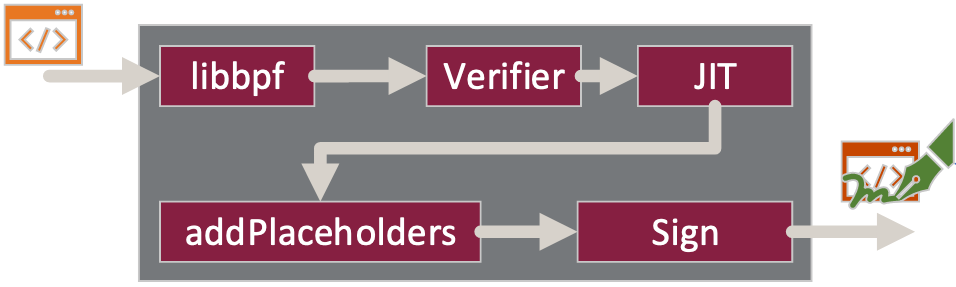 </>
libbpf
Verifier
JIT
</>
addPlaceholders
Sign